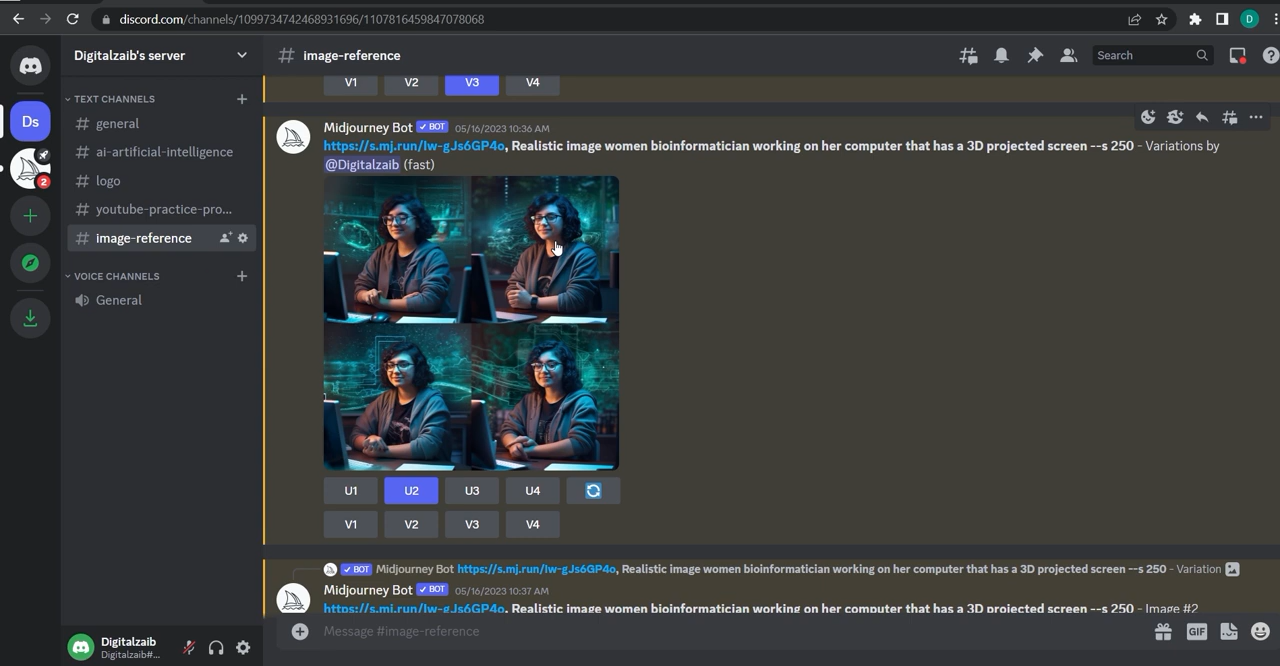 discord.com/channels/1099734742468931696/1107816459847078068
D
Digitalzaib's server
image-reference
Search
TEXT CHANNELS
general
ai-artificial-intelligence
logo
youtube-practice-pro...
image-reference
VOICE CHANNELS
General
Ds
2
V1 V2 V3 V4
Midjourney Bot ✓ BOT 05/16/2023 10:36 AM
https://s.mj.run/lw-gJs6GP4o, Realistic image women bioinformatician working on her computer that has a 3D projected screen --s 250 - Variations by
@Digitalzaib (fast)
U1 U2 U3 U4
V1 V2 V3 V4
✓ BOT Midjourney Bot https://s.mj.run/lw-gJs6GP4o, Realistic image women bioinformatician working on her computer that has a 3D projected screen --s 250 - Variation
Midjourney Bot ✓ BOT 05/16/2023 10:37 AM
https://s.mj.run/lw-gJs6GP4o, Realistic image women bioinformatician working on her computer that has a 3D projected screen --s 250 - Image #2
Message #image-reference
GIF
Digitalzaib
Digitalzaib#...